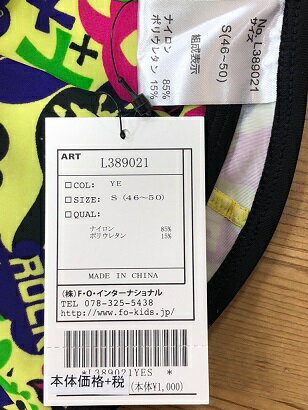 No. L389021
サイズ
S(46~50)
組成表示
ナイロン 85%
ポリウレタン 15%
ART L389021
□COL: YE
□SIZE: S (46~50)
□QUAL:
ナイロン 85%
ポリウレタン 15%
MADE IN CHINA
(株)F・O・インターナショナル
TEL 078-325-5438
http://www.fo-kids.jp/
*L389021YES *
本体価格+税 (本体¥1,000)
ROCK